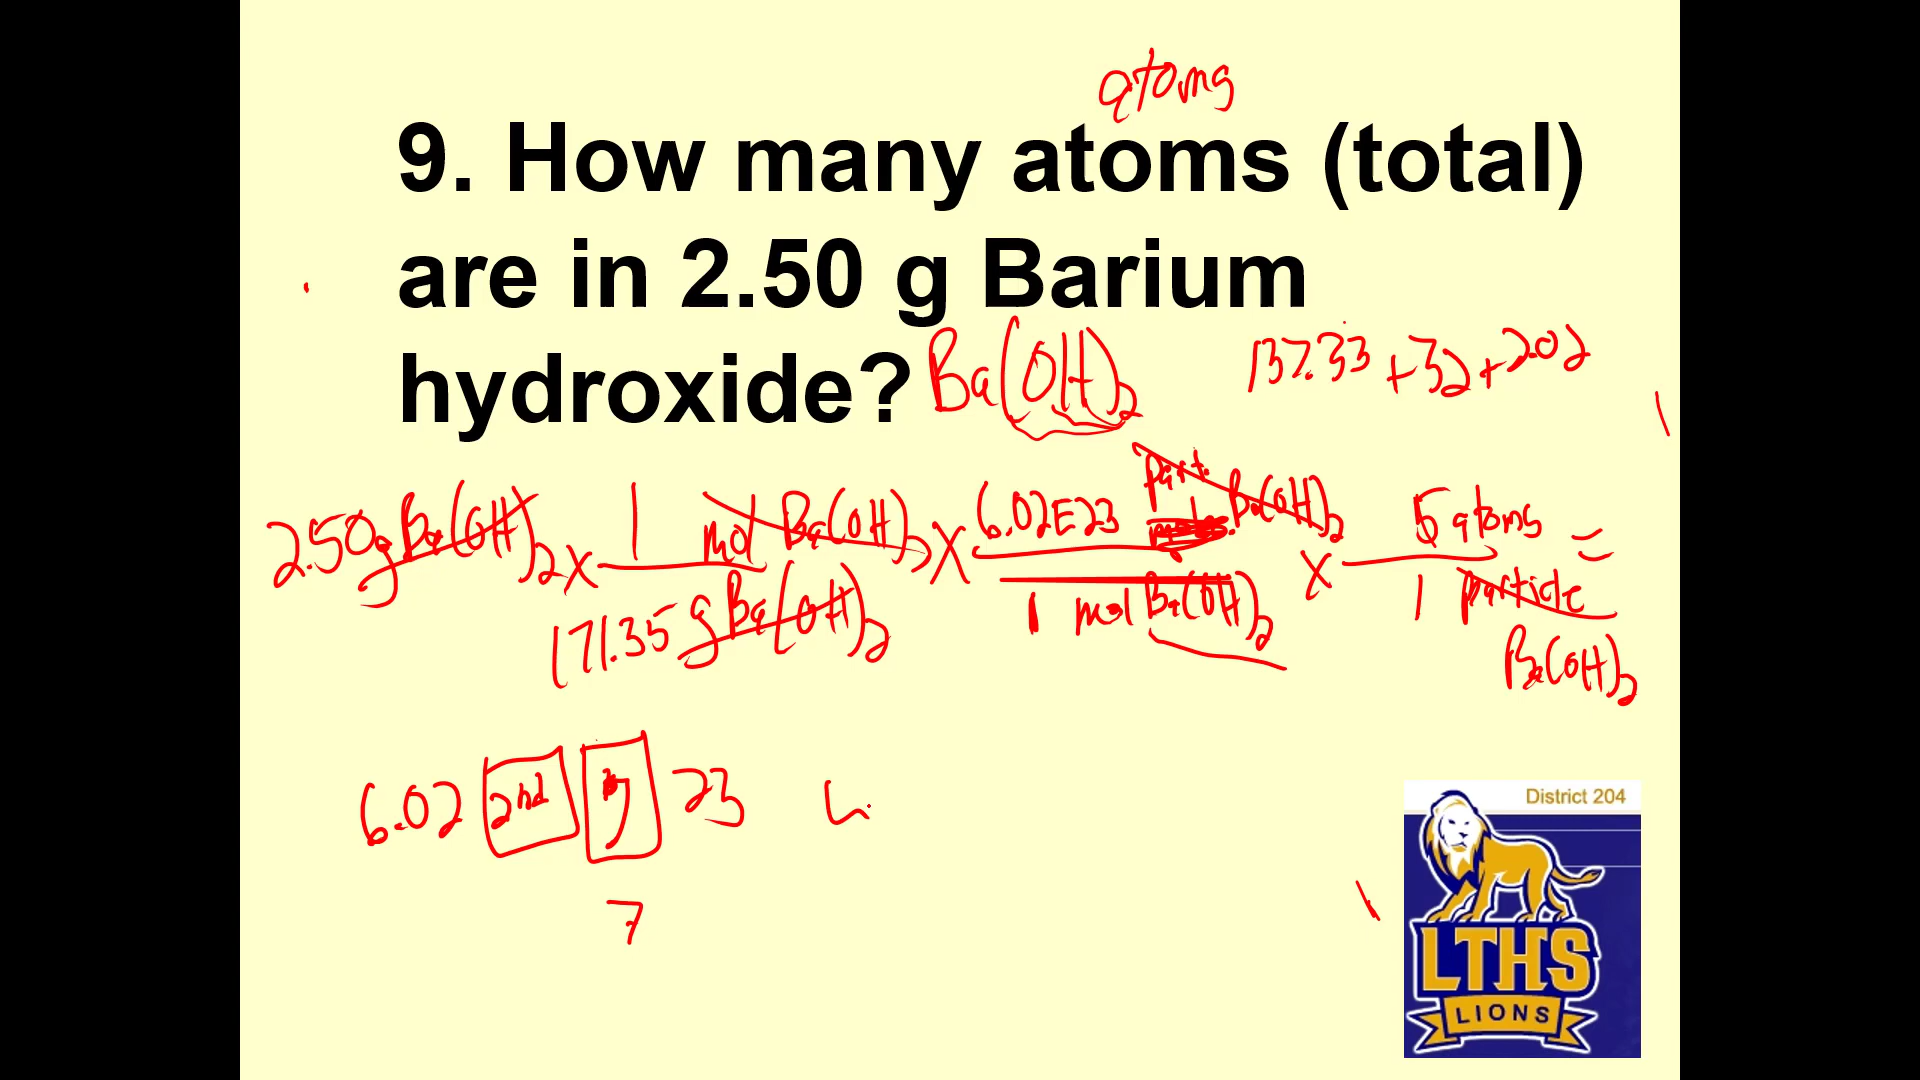 atoms
9. How many atoms (total)
are in 2.50 g Barium
hydroxide? Ba(OH)2 137.33 + 32 + 2.02
2.50g Ba(OH)2 x 1 mol Ba(OH)2 x 6.02E23 part. Ba(OH)2 x 5 atoms =
171.35 g Ba(OH)2 1 mol Ba(OH)2 1 particle
Ba(OH)2
6.02 2nd 23
7
District 204
LTHS
LIONS